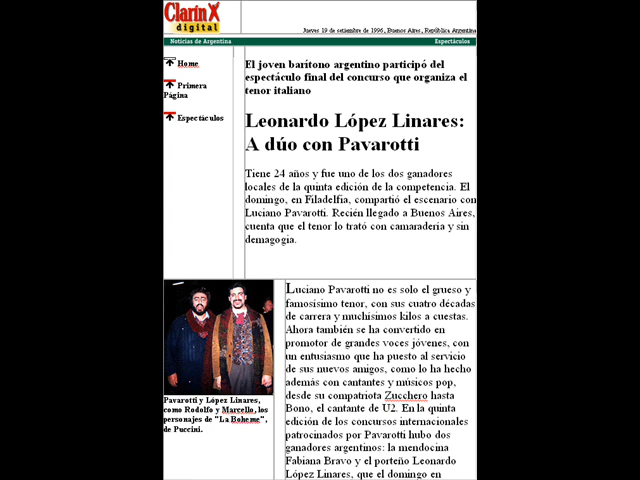 Clarín X
digital
Jueves 19 de setiembre de 1996, Buenos Aires, República Argentina
Noticias de Argentina
Espectáculos
Home
Primera
Página
Espectáculos
El joven barítono argentino participó del
espectáculo final del concurso que organiza el
tenor italiano
Leonardo López Linares:
A dúo con Pavarotti
Tiene 24 años y fue uno de los dos ganadores
locales de la quinta edición de la competencia. El
domingo, en Filadelfia, compartió el escenario con
Luciano Pavarotti. Recién llegado a Buenos Aires,
cuenta que el tenor lo trató con camaradería y sin
demagogia.
Pavarotti y López Linares,
como Rodolfo y Marcello, los
personajes de "La Boheme",
de Puccini.
Luciano Pavarotti no es solo el grueso y
famosísimo tenor, con sus cuatro décadas
de carrera y muchísimos kilos a cuestas.
Ahora también se ha convertido en
promotor de grandes voces jóvenes, con
un entusiasmo que ha puesto al servicio
de sus nuevos amigos, como lo ha hecho
además con cantantes y músicos pop,
desde su compatriota Zucchero hasta
Bono, el cantante de U2. En la quinta
edición de los concursos internacionales
patrocinados por Pavarotti hubo dos
ganadores argentinos: la mendocina
Fabiana Bravo y el porteño Leonardo
López Linares, que el domingo en